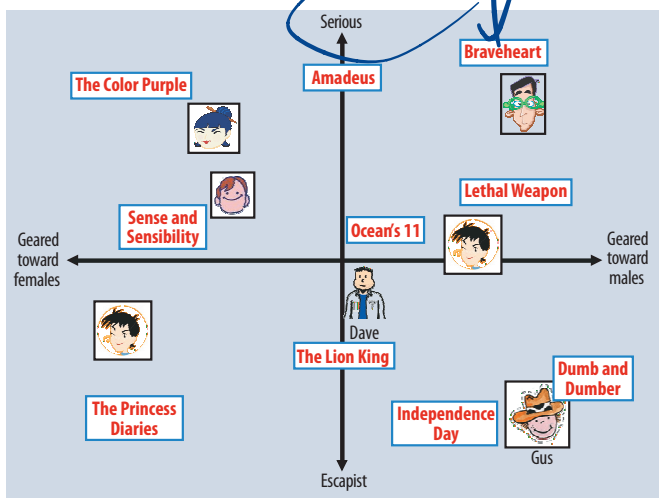 Serious
Braveheart
Amadeus
The Color Purple
Lethal Weapon
Sense and
Sensibility
Ocean's 11
Geared
toward
females
Geared
toward
males
Dave
The Lion King
Dumb and
Dumber
The Princess
Diaries
Independence
Day
Gus
Escapist